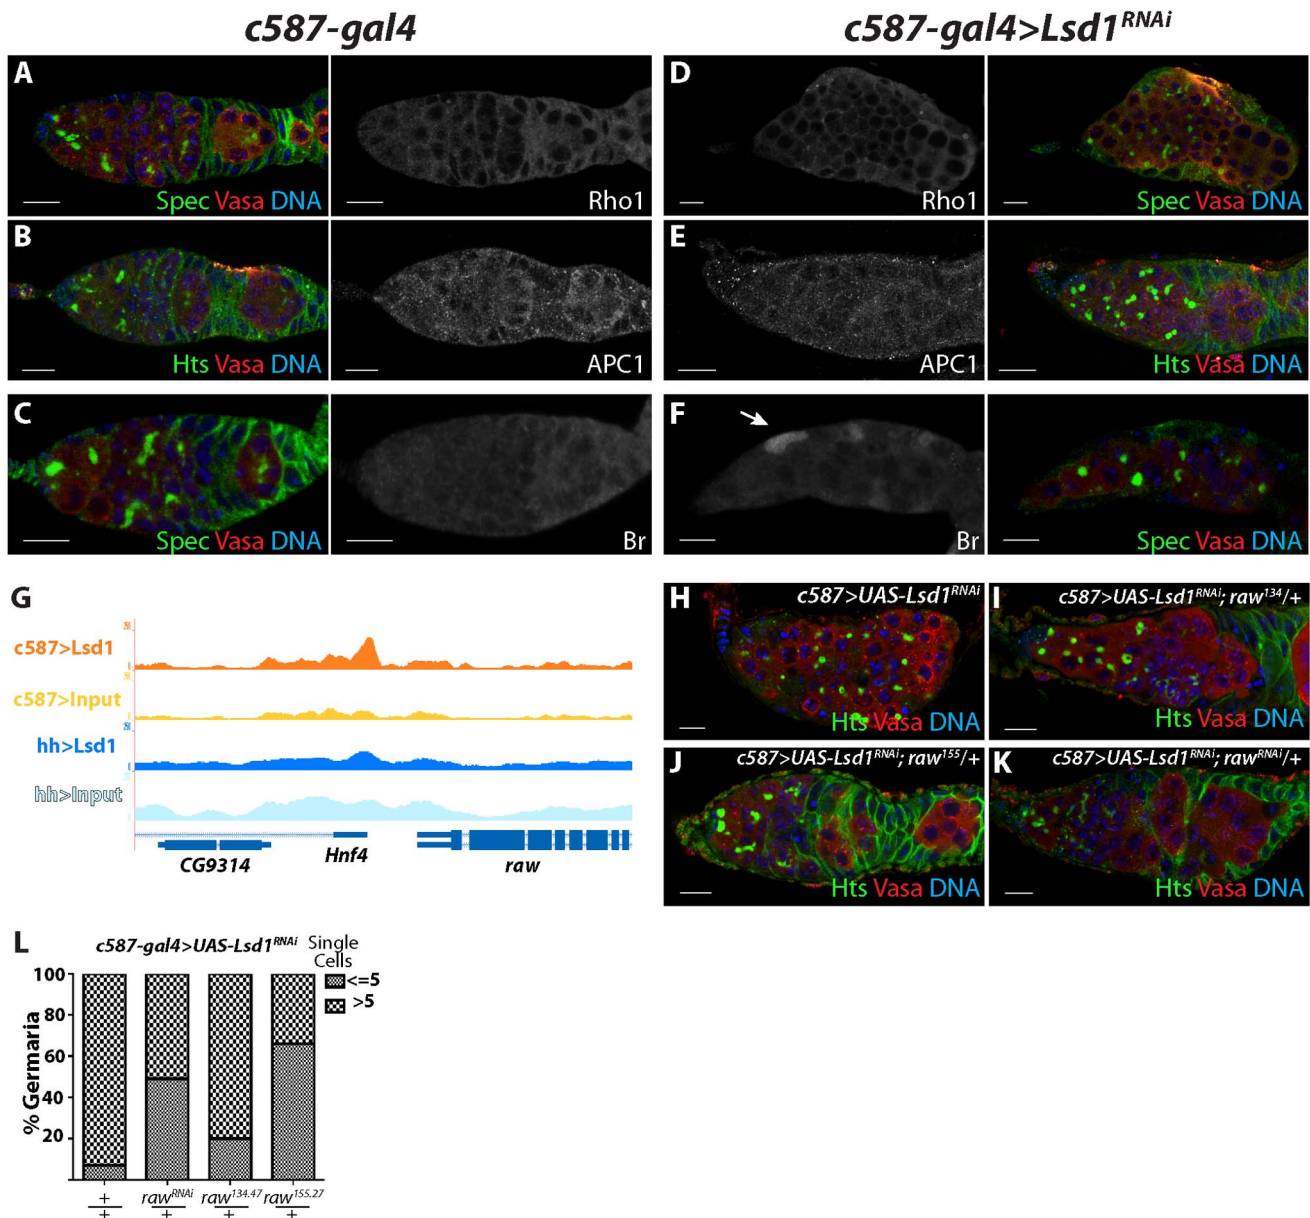 c587-gal4
c587-gal4>Lsd1RNAi
A
Spec Vasa DNA
Rho1
D
Rho1
Spec Vasa DNA
B
Hts Vasa DNA
APC1
E
APC1
Hts Vasa DNA
C
Spec Vasa DNA
Br
F
Br
Spec Vasa DNA
G
c587>Lsd1
c587>Input
hh>Lsd1
hh>Input
CG9314
Hnf4
raw
H
c587>UAS-Lsd1RNAi
Hts Vasa DNA
I
c587>UAS-Lsd1RNAi; raw134/+
Hts Vasa DNA
J
c587>UAS-Lsd1RNAi; raw155/+
Hts Vasa DNA
K
c587>UAS-Lsd1RNAi; rawRNAi/+
Hts Vasa DNA
L
c587-gal4>UAS-Lsd1RNAi
Single
Cells
<=5
>5
% Germaria
100
80
60
40
20
+ rawRNAi raw134.47 raw155.27
+ + + +